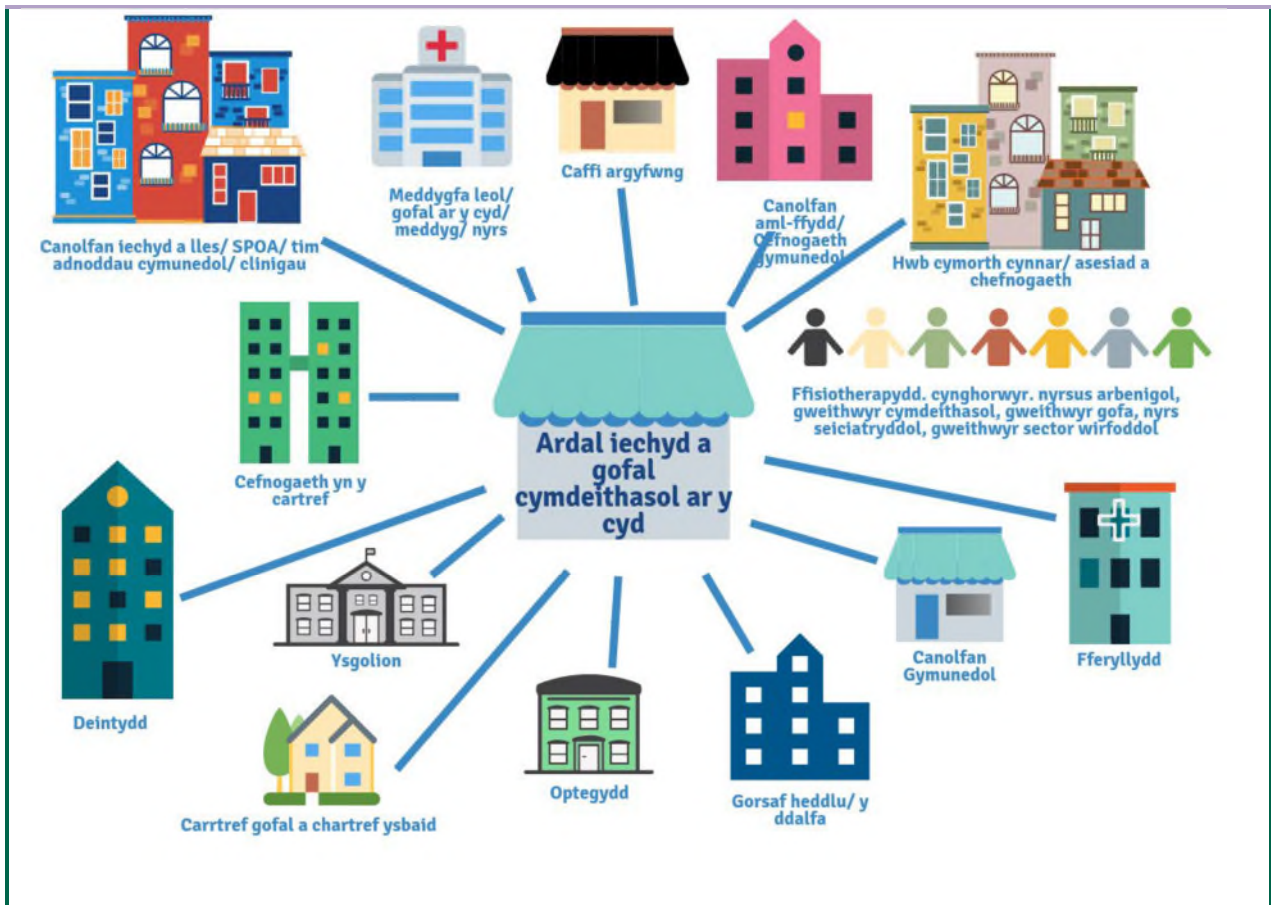 Canolfan iechyd a lles/ SPOA/ tim
adnoddau cymunedol/ clinigau
Meddygfa leol/
gofal ar y cyd/
meddyg/ nyrs
Caffi argyfwng
Canolfan
aml-ffydd/
Cefnogaeth
gymunedol
Hwb cymorth cynnar/ asesiad a
chefnogaeth
Ffisiotherapydd. cynghorwyr. nyrsus arbenigol,
gweithwyr cymdeithasol, gweithwyr gofa, nyrs
seiciatryddol, gweithwyr sector wirfoddol
Cefnogaeth yn y
cartref
Ardal iechyd a
gofal
cymdeithasol ar y
cyd
Deintydd
Ysgolion
Canolfan
Gymunedol
Fferyllydd
Carrtref gofal a chartref ysbaid
Optegydd
Gorsaf heddlu/ y
ddalfa